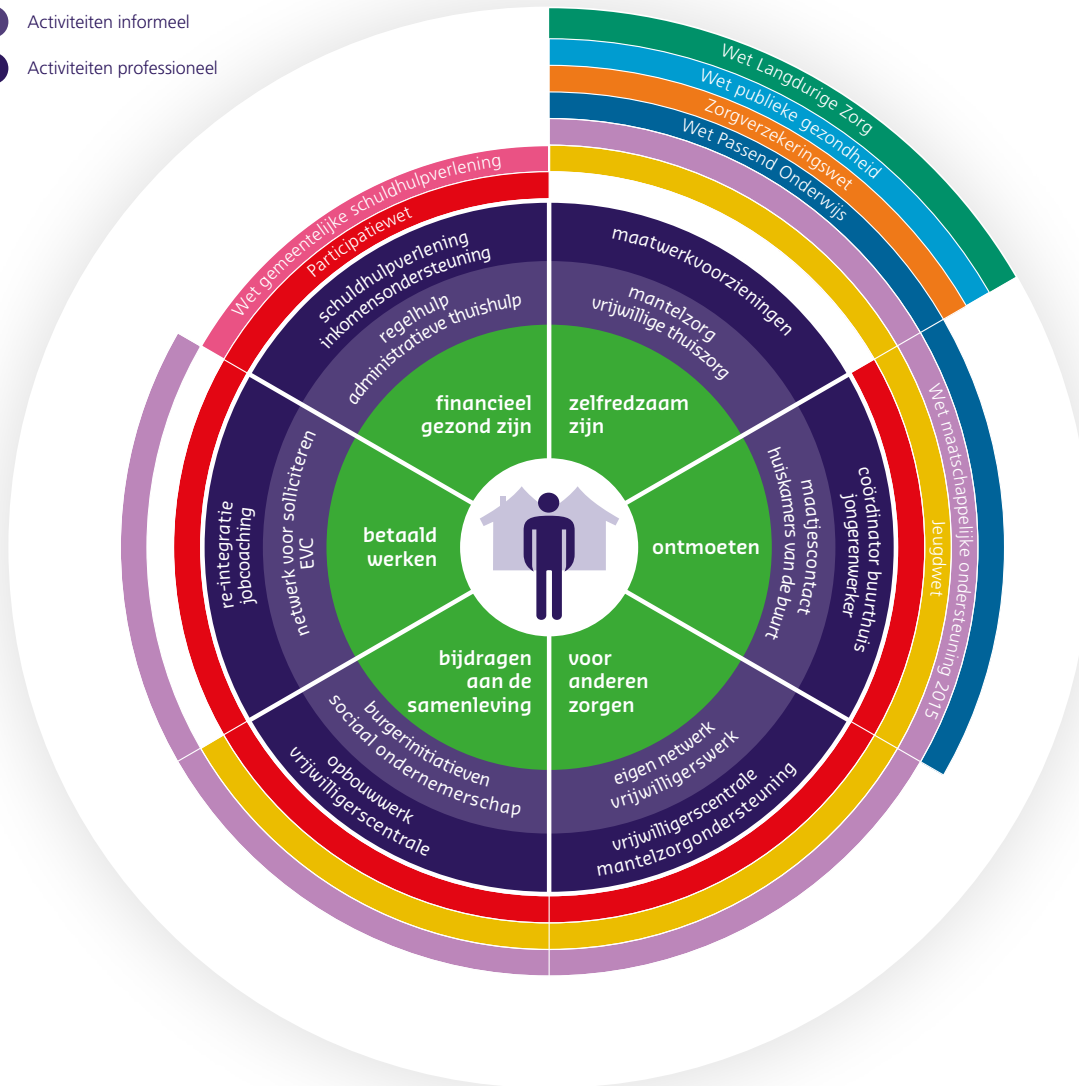 Activiteiten informeel
Activiteiten professioneel
Wet Langdurige Zorg
Wet publieke gezondheid
Zorgverzekeringswet
Wet Passend Onderwijs
Wet maatschappelijke ondersteuning 2015
Jeugdwet
Wet gemeentelijke schuldhulpverlening
Participatiewet
schuldhulpverlening
inkomensondersteuning
regelhulp
administratieve thuishulp
financieel
gezond zijn
maatwerkvoorzieningen
mantelzorg
vrijwillige thuiszorg
zelfredzaam
zijn
coördinator buurthuis
jongerenwerker
maatjescontact
huiskamers van de buurt
ontmoeten
voor
anderen
zorgen
eigen netwerk
vrijwilligerswerk
vrijwilligerscentrale
mantelzorgondersteuning
bijdragen
aan de
samenleving
burgerinitiatieven
sociaal ondernemerschap
opbouwwerk
vrijwilligerscentrale
betaald
werken
netwerk voor solliciteren
EVC
re-integratie
jobcoaching